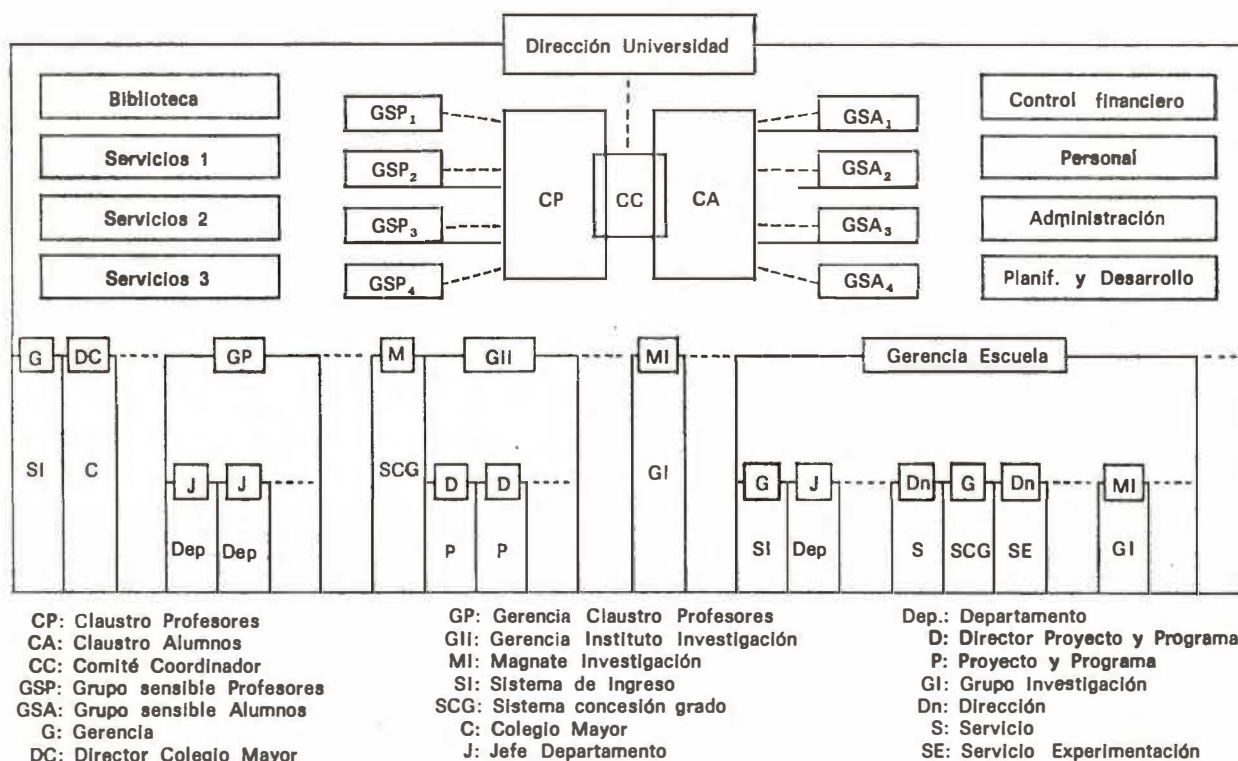 Dirección Universidad
Biblioteca
Servicios 1
Servicios 2
Servicios 3
GSP1
GSP2
GSP3
GSP4
CP
CC
CA
GSA1
GSA2
GSA3
GSA4
Control financiero
Personal
Administración
Planif. y Desarrollo
G
DC
GP
M
GII
MI
Gerencia Escuela
SI
C
J
J
SCG
D
D
GI
G
J
Dn
G
Dn
MI
Dep
Dep
P
P
SI
Dep
S
SCG
SE
GI
CP: Claustro Profesores
CA: Claustro Alumnos
CC: Comité Coordinador
GSP: Grupo sensible Profesores
GSA: Grupo sensible Alumnos
G: Gerencia
DC: Director Colegio Mayor
GP: Gerencia Claustro Profesores
GII: Gerencia Instituto Investigación
MI: Magnate Investigación
SI: Sistema de Ingreso
SCG: Sistema concesión grado
C: Colegio Mayor
J: Jefe Departamento
Dep.: Departamento
D: Director Proyecto y Programa
P: Proyecto y Programa
GI: Grupo Investigación
Dn: Dirección
S: Servicio
SE: Servicio Experimentación